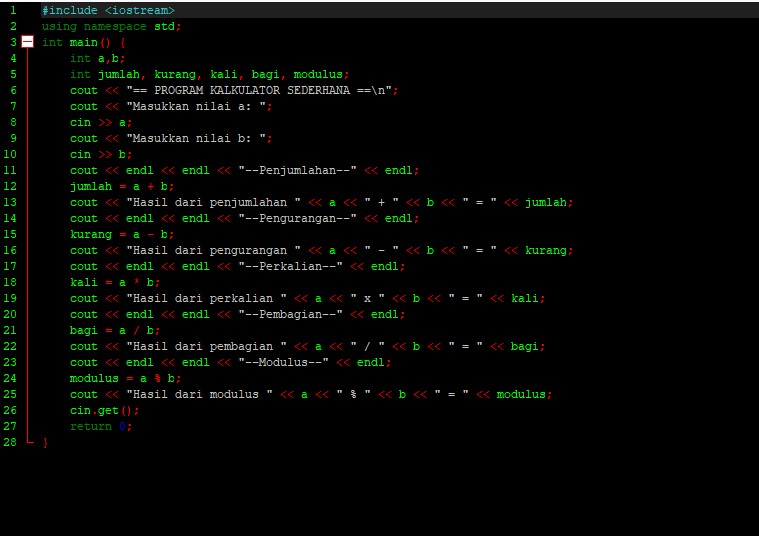 1 #include <iostream>
2 using namespace std;
3 int main() {
4 int a,b;
5 int jumlah, kurang, kali, bagi, modulus;
6 cout << "== PROGRAM KALKULATOR SEDERHANA ==\n";
7 cout << "Masukkan nilai a: ";
8 cin >> a;
9 cout << "Masukkan nilai b: ";
10 cin >> b;
11 cout << endl << endl << "--Penjumlahan--" << endl;
12 jumlah = a + b;
13 cout << "Hasil dari penjumlahan " << a << " + " << b << " = " << jumlah;
14 cout << endl << endl << "--Pengurangan--" << endl;
15 kurang = a - b;
16 cout << "Hasil dari pengurangan " << a << " - " << b << " = " << kurang;
17 cout << endl << endl << "--Perkalian--" << endl;
18 kali = a * b;
19 cout << "Hasil dari perkalian " << a << " x " << b << " = " << kali;
20 cout << endl << endl << "--Pembagian--" << endl;
21 bagi = a / b;
22 cout << "Hasil dari pembagian " << a << " / " << b << " = " << bagi;
23 cout << endl << endl << "--Modulus--" << endl;
24 modulus = a % b;
25 cout << "Hasil dari modulus " << a << " % " << b << " = " << modulus;
26 cin.get();
27 return 0;
28 }